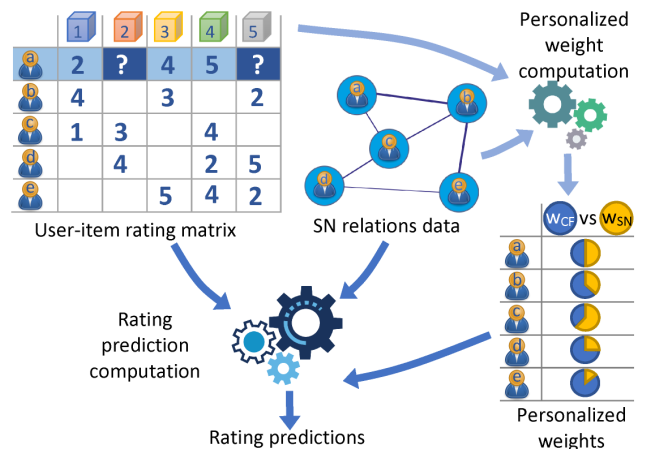 1 2 3 4 5
a 2 ? 4 5 ?
b 4 3 2
c 1 3 4
d 4 2 5
e 5 4 2
User-item rating matrix
a
b
c
d
e
SN relations data
Personalized
weight
computation
wCF vs wSN
a
b
c
d
e
Personalized
weights
Rating
prediction
computation
Rating predictions